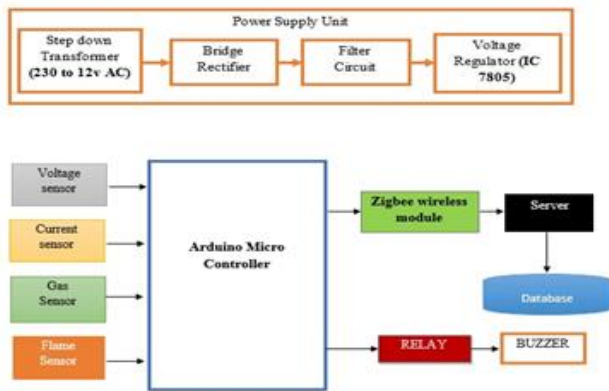 Power Supply Unit
Step down
Transformer
(230 to 12v AC)
Bridge
Rectifier
Filter
Circuit
Voltage
Regulator (IC
7805)
Voltage
sensor
Current
sensor
Gas
Sensor
Flame
Sensor
Arduino Micro
Controller
Zigbee wireless
module
Server
Database
RELAY
BUZZER